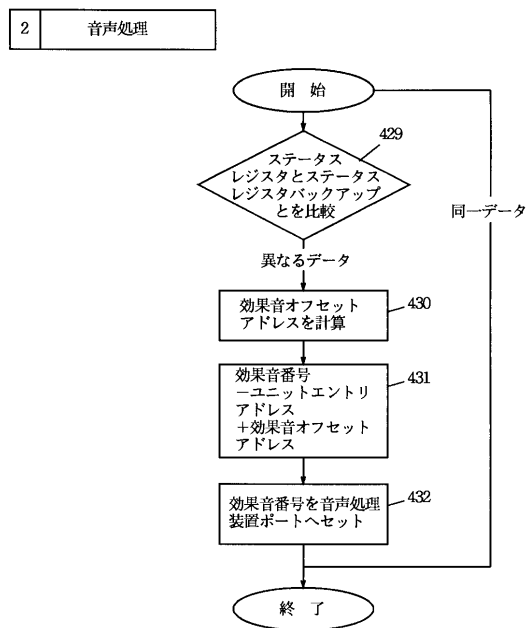 2 音声処理
開始
429
ステータス
レジスタとステータス
レジスタバックアップ
とを比較
同一データ
異なるデータ
効果音オフセット
アドレスを計算
430
効果音番号
−ユニットエントリ
アドレス
+効果音オフセット
アドレス
431
効果音番号を音声処理
装置ポートへセット
432
終了